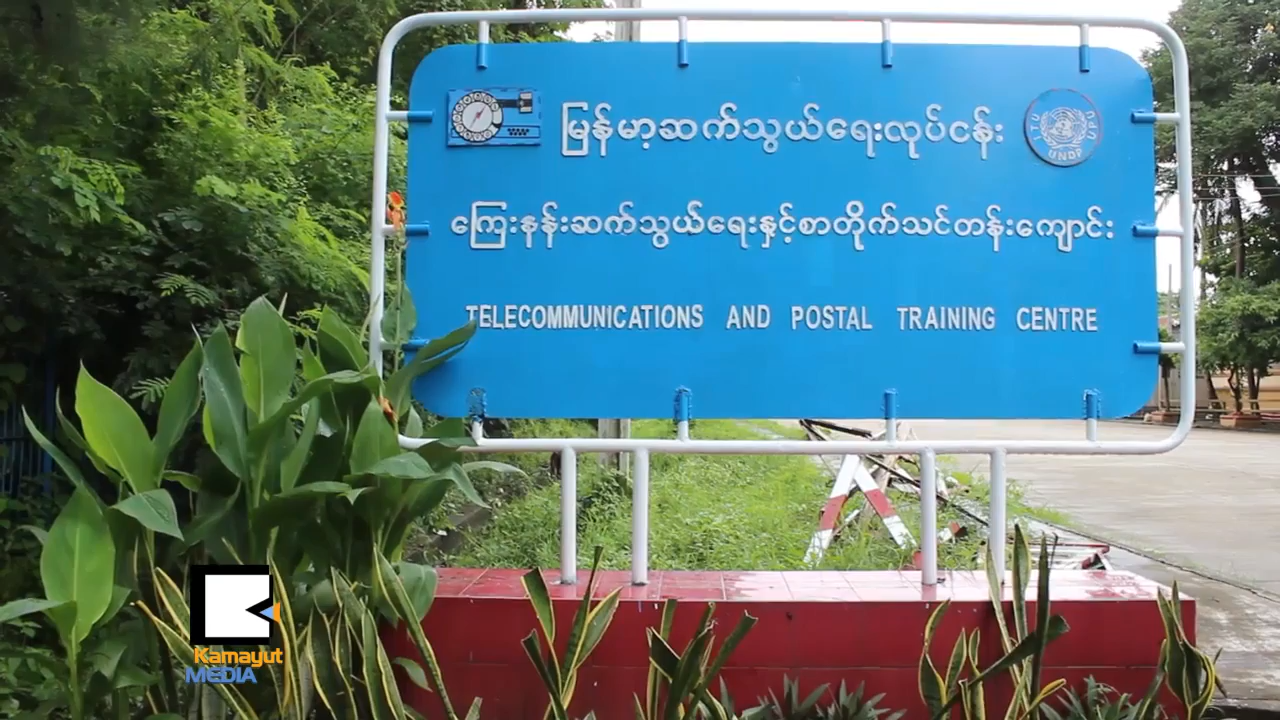 မြန်မာ့ဆက်သွယ်ရေးလုပ်ငန်း
ITU
UNDP
ကြေးနန်းဆက်သွယ်ရေးနှင့်စာတိုက်သင်တန်းကျောင်း
TELECOMMUNICATIONS AND POSTAL TRAINING CENTRE
Kamayut
MEDIA